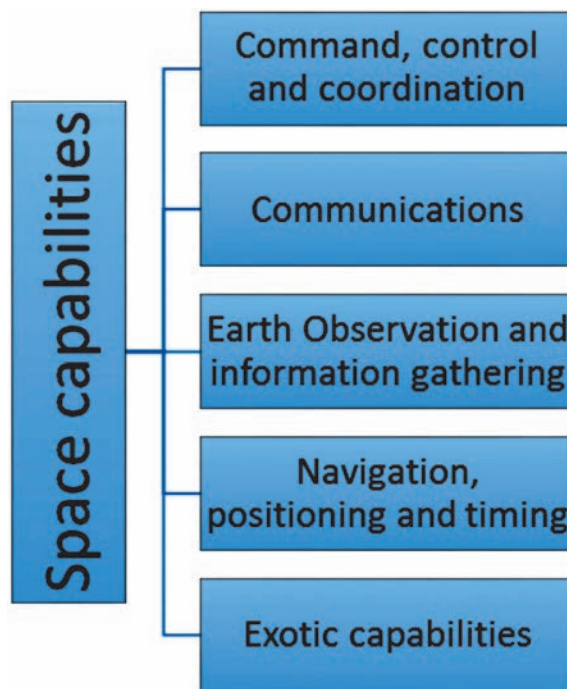 Space capabilities
Command, control
and coordination
Communications
Earth Observation and
information gathering
Navigation,
positioning and timing
Exotic capabilities